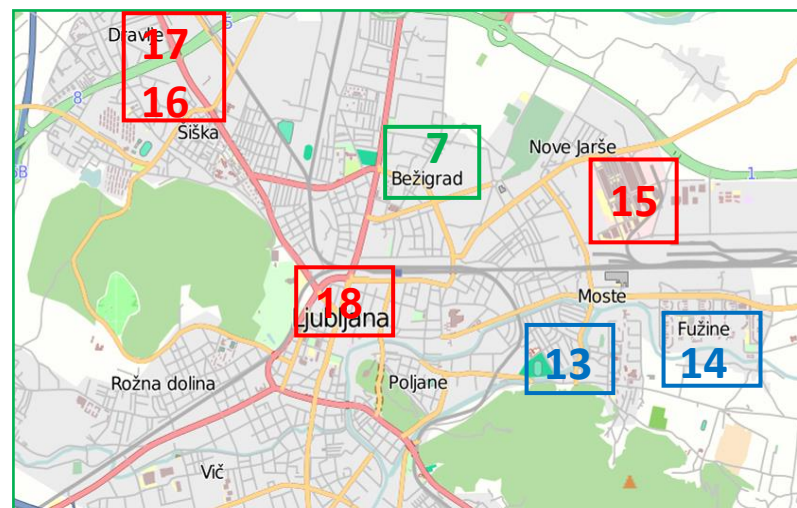 Dravlje
17
5
16
8
Šiška
7
Bežigrad
Nove Jarše
1
15
Moste
18
Ljubljana
Fužine
13
14
Rožna dolina
Poljane
Vič